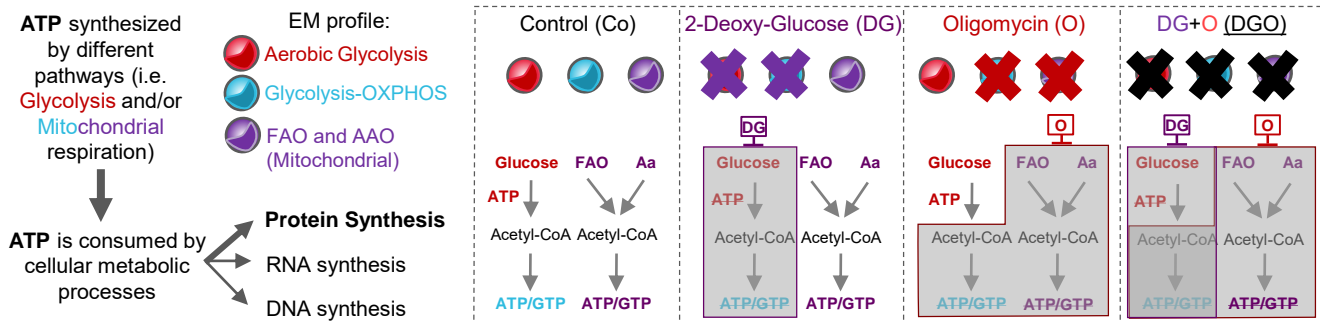 ATP synthesized
by different
pathways (i.e.
Glycolysis and/or
Mitochondrial
respiration)
ATP is consumed by
cellular metabolic
processes
EM profile:
Aerobic Glycolysis
Glycolysis-OXPHOS
FAO and AAO
(Mitochondrial)
Protein Synthesis
RNA synthesis
DNA synthesis
Control (Co)
Glucose FAO Aa
ATP
Acetyl-CoA Acetyl-CoA
ATP/GTP ATP/GTP
2-Deoxy-Glucose (DG)
DG
Glucose FAO Aa
ATP
Acetyl-CoA Acetyl-CoA
ATP/GTP ATP/GTP
Oligomycin (O)
O
Glucose FAO Aa
ATP
Acetyl-CoA Acetyl-CoA
ATP/GTP ATP/GTP
DG+O (DGO)
DG O
Glucose FAO Aa
ATP
Acetyl-CoA Acetyl-CoA
ATP/GTP ATP/GTP